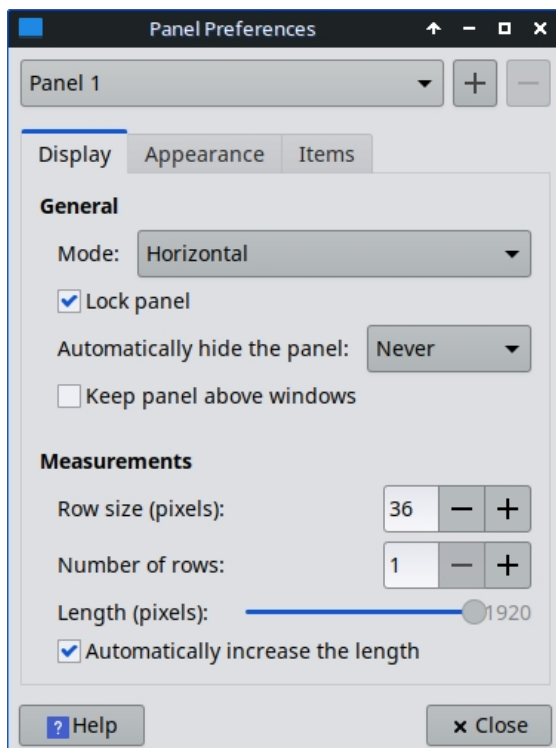 Panel Preferences
Panel 1
Display Appearance Items
General
Mode: Horizontal
Lock panel
Automatically hide the panel: Never
Keep panel above windows
Measurements
Row size (pixels): 36
Number of rows: 1
Length (pixels): 1920
Automatically increase the length
? Help
Close